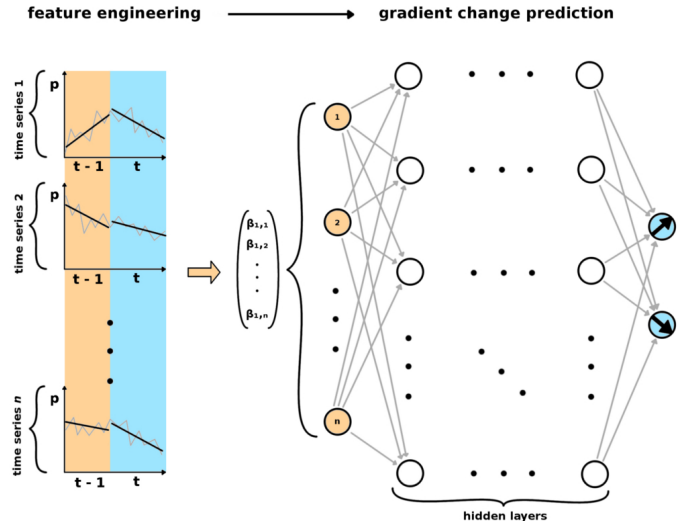 feature engineering
gradient change prediction
time series 1
p
t - 1
t
time series 2
p
t - 1
t
time series n
p
t - 1
t
β₁,₁
β₁,₂
β₁,ₙ
1
2
n
hidden layers